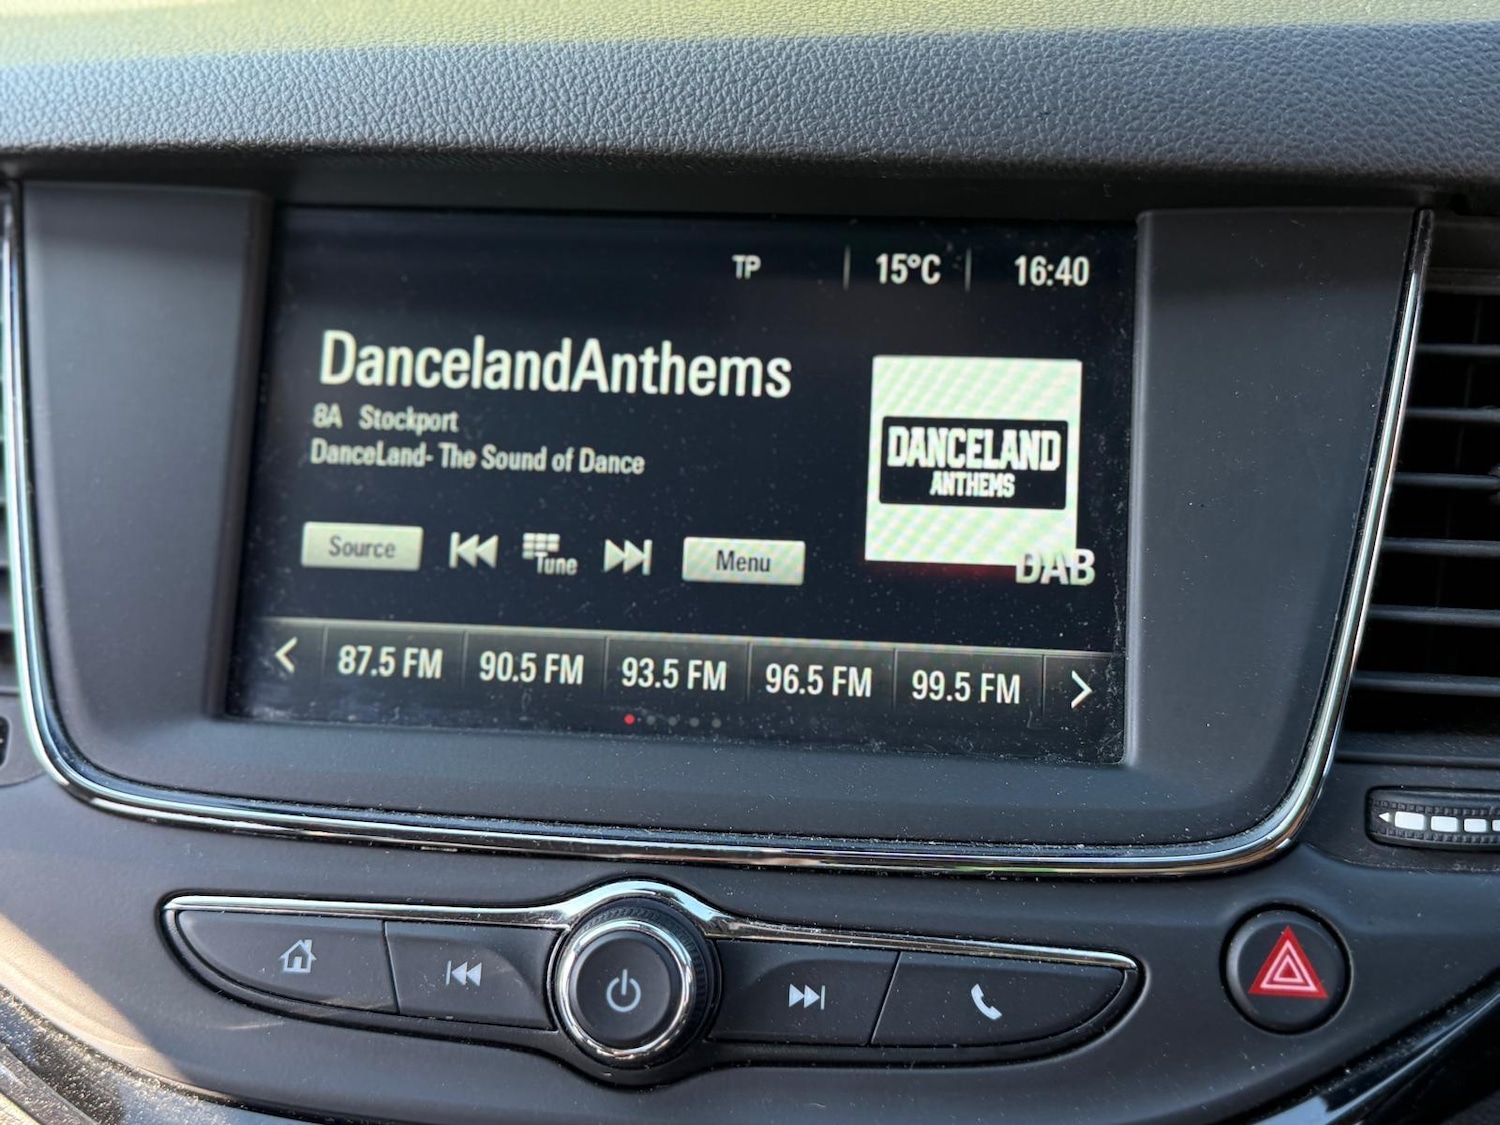 TP 15°C 16:40
DancelandAnthems
8A Stockport
DanceLand- The Sound of Dance
DANCELAND
ANTHEMS
Source Tune Menu
DAB
87.5 FM 90.5 FM 93.5 FM 96.5 FM 99.5 FM